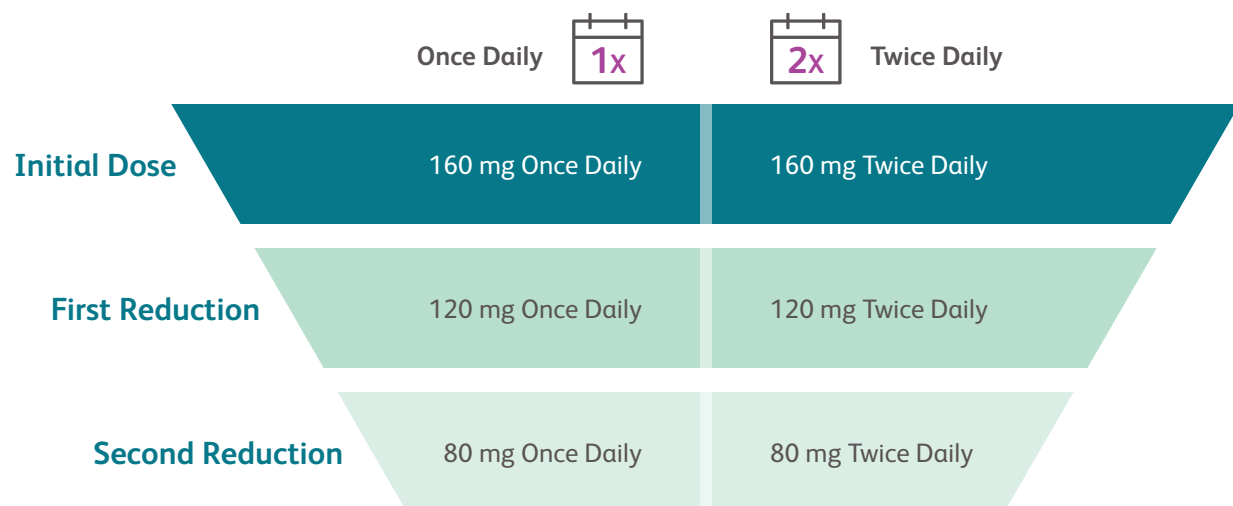 Once Daily 1x 2x Twice Daily
Initial Dose 160 mg Once Daily 160 mg Twice Daily
First Reduction 120 mg Once Daily 120 mg Twice Daily
Second Reduction 80 mg Once Daily 80 mg Twice Daily